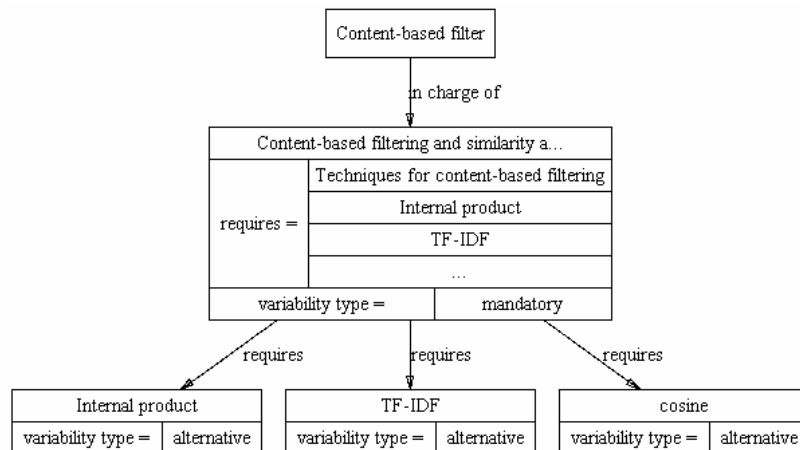 Content-based filter
in charge of
Content-based filtering and similarity a...
requires =
Techniques for content-based filtering
Internal product
TF-IDF
...
variability type = mandatory
requires requires requires
Internal product TF-IDF cosine
variability type = alternative variability type = alternative variability type = alternative